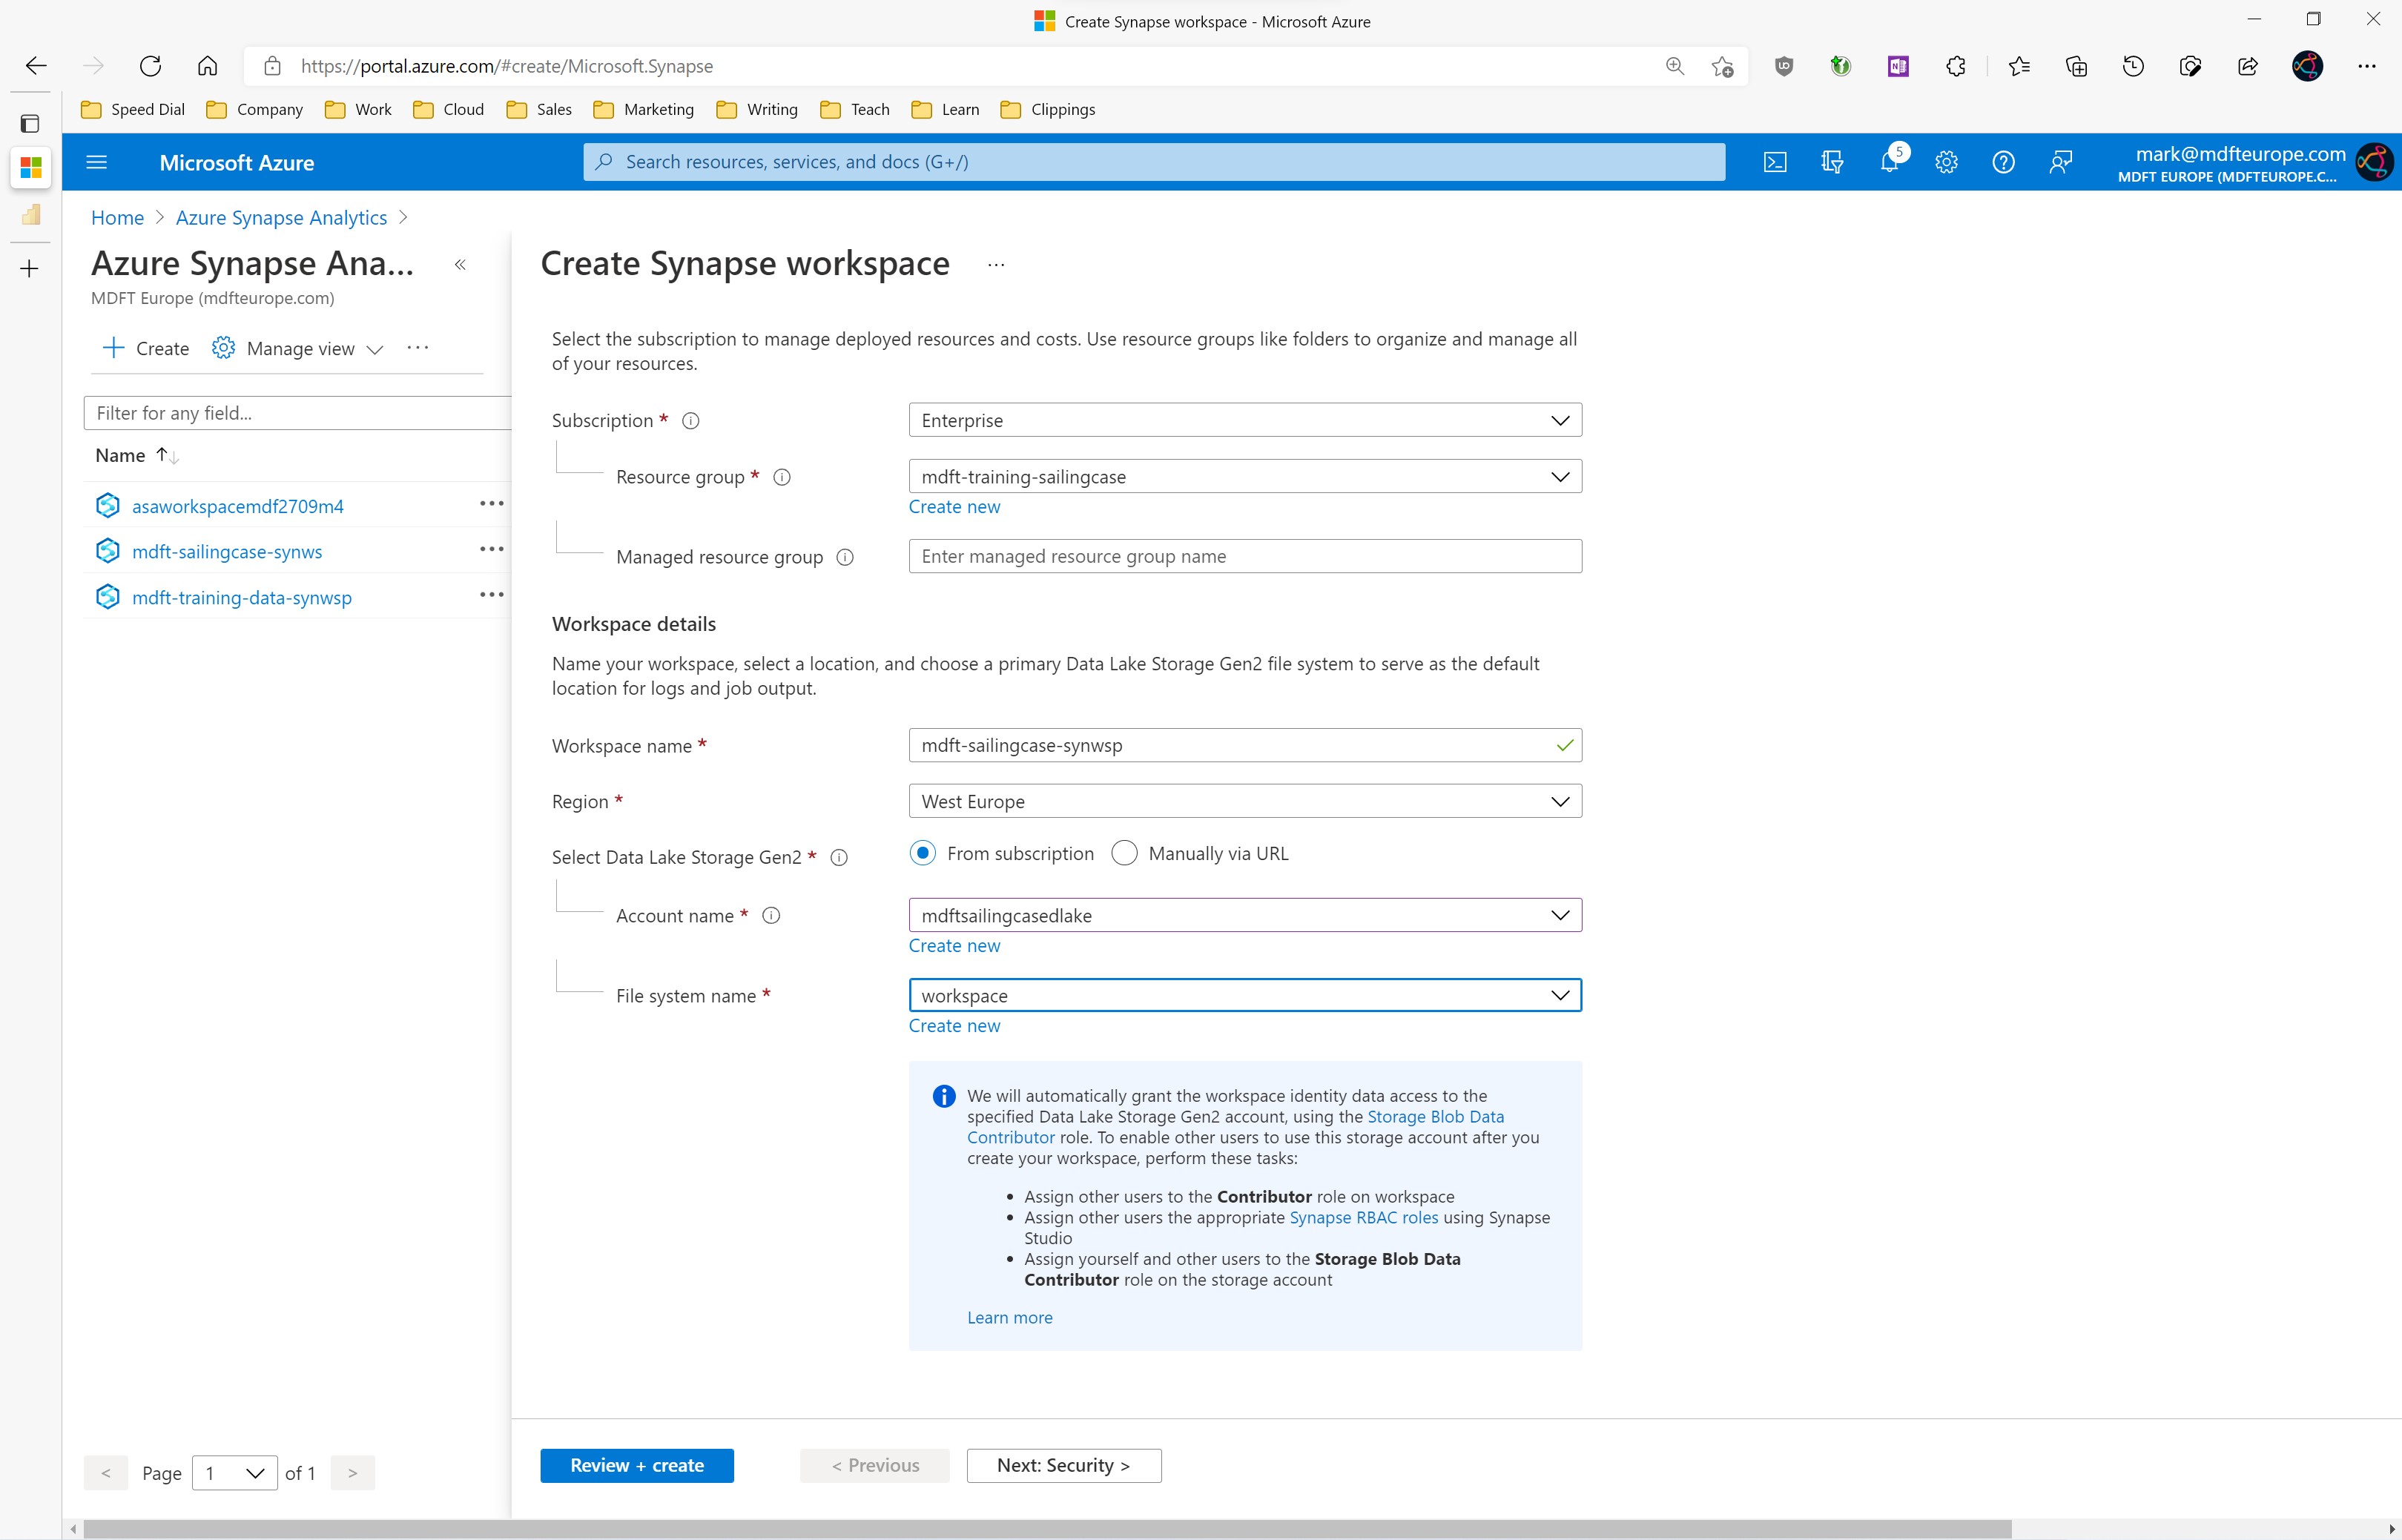 Create Synapse workspace - Microsoft Azure
https://portal.azure.com/#create/Microsoft.Synapse
Speed Dial Company Work Cloud Sales Marketing Writing Teach Learn Clippings
Microsoft Azure
Search resources, services, and docs (G+/)
5
mark@mdfteurope.com
MDFT EUROPE (MDFTEUROPE.C...
Home > Azure Synapse Analytics >
Azure Synapse Ana... «
MDFT Europe (mdfteurope.com)
+ Create Manage view ...
Filter for any field...
Name ↑↓
asaworkspacemdf2709m4 ...
mdft-sailingcase-synws ...
mdft-training-data-synwsp ...
< Page 1 of 1 >
Create Synapse workspace ...
Select the subscription to manage deployed resources and costs. Use resource groups like folders to organize and manage all
of your resources.
Subscription * Enterprise
Resource group * mdft-training-sailingcase
Create new
Managed resource group Enter managed resource group name
Workspace details
Name your workspace, select a location, and choose a primary Data Lake Storage Gen2 file system to serve as the default
location for logs and job output.
Workspace name * mdft-sailingcase-synwsp
Region * West Europe
Select Data Lake Storage Gen2 * From subscription Manually via URL
Account name * mdftsailingcasedlake
Create new
File system name * workspace
Create new
We will automatically grant the workspace identity data access to the
specified Data Lake Storage Gen2 account, using the Storage Blob Data
Contributor role. To enable other users to use this storage account after you
create your workspace, perform these tasks:
• Assign other users to the Contributor role on workspace
• Assign other users the appropriate Synapse RBAC roles using Synapse
Studio
• Assign yourself and other users to the Storage Blob Data
Contributor role on the storage account
Learn more
Review + create < Previous Next: Security >